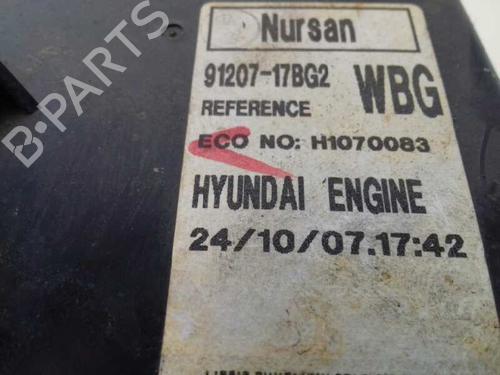 Nursan
91207-17BG2 WBG
REFERENCE
ECO NO: H1070083
HYUNDAI ENGINE
24/10/07.17:42
B-PARTS